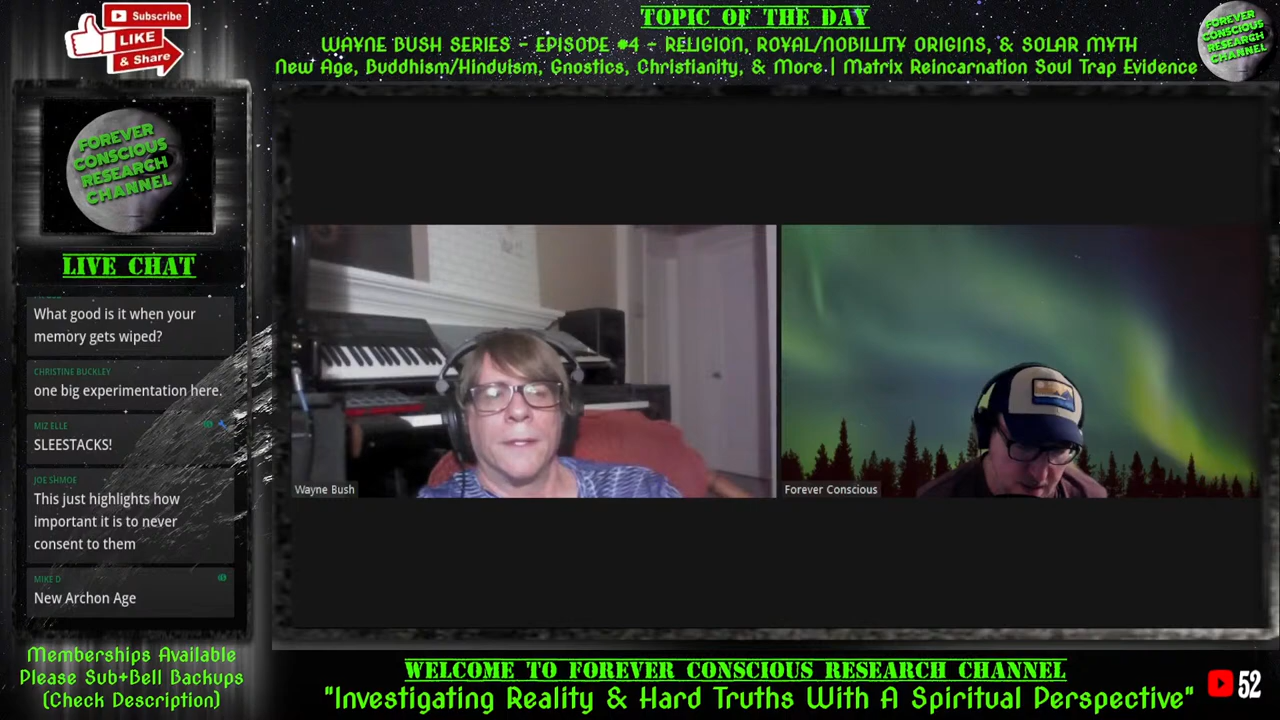 Subscribe
LIKE
& Share
TOPIC OF THE DAY
WAYNE BUSH SERIES - EPISODE #4 - RELIGION, ROYAL/NOBILLITY ORIGINS, & SOLAR MYTH
New Age, Buddhism/Hinduism, Gnostics, Christianity, & More | Matrix Reincarnation Soul Trap Evidence
FOREVER
CONSCIOUS
RESEARCH
CHANNEL
FOREVER
CONSCIOUS
RESEARCH
CHANNEL
LIVE CHAT
What good is it when your
memory gets wiped?
CHRISTINE BUCKLEY
one big experimentation here.
MIZ ELLE
SLEESTACKS!
JOE SHMOE
This just highlights how
important it is to never
consent to them
MIKE D
New Archon Age
Wayne Bush
Forever Conscious
Memberships Available
Please Sub+Bell Backups
(Check Description)
WELCOME TO FOREVER CONSCIOUS RESEARCH CHANNEL
"Investigating Reality & Hard Truths With A Spiritual Perspective"
52